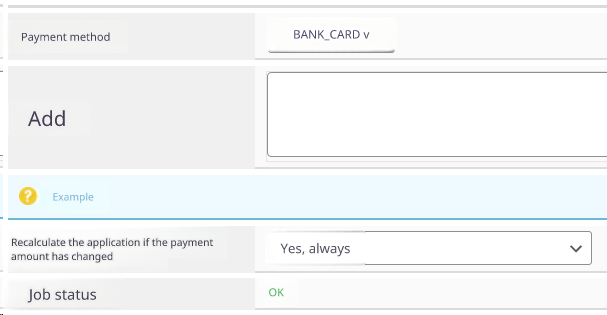 Payment method
BANK_CARD v
Add
?
Example
Recalculate the application if the payment
amount has changed
Yes, always
Job status
OK